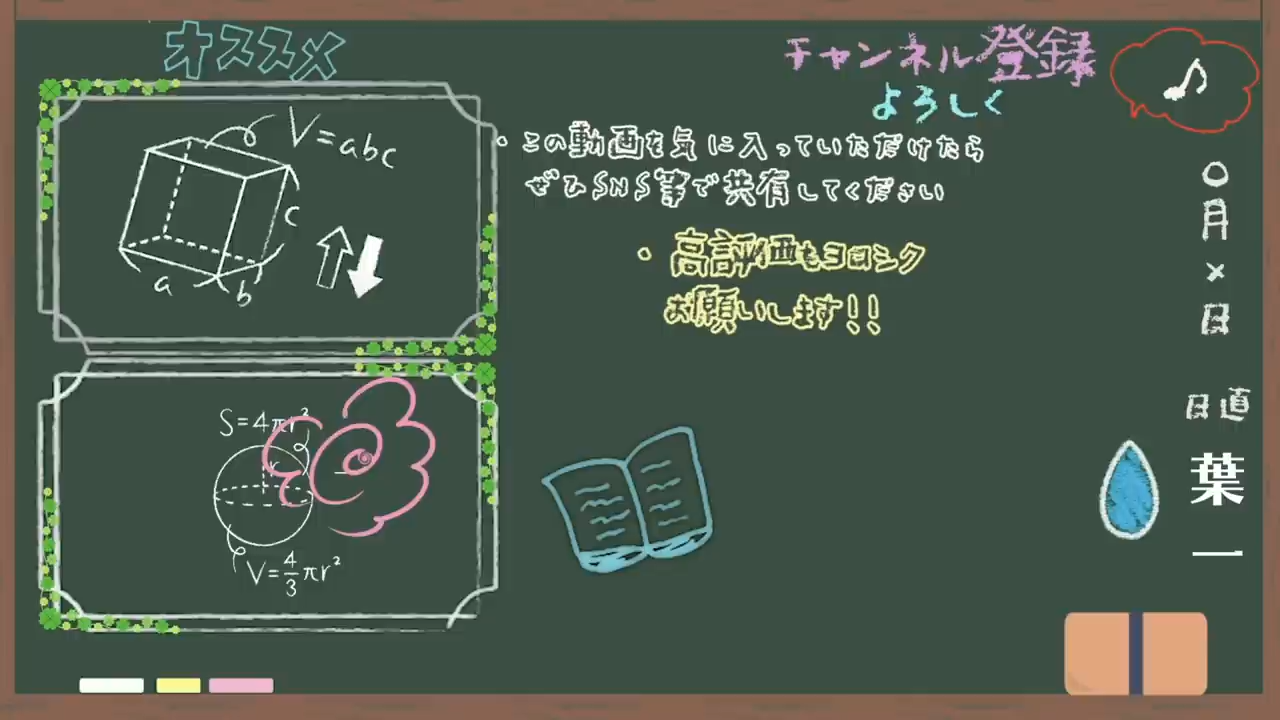 オススメ
V=abc
c
a
b
S=4πr²
r
V=4/3πr²
チャンネル登録
よろしく
・この動画を気に入っていただけたら
ぜひSNS等で共有してください
・高評価もヨロシク
お願いします!!
〇月×日
日直
葉一